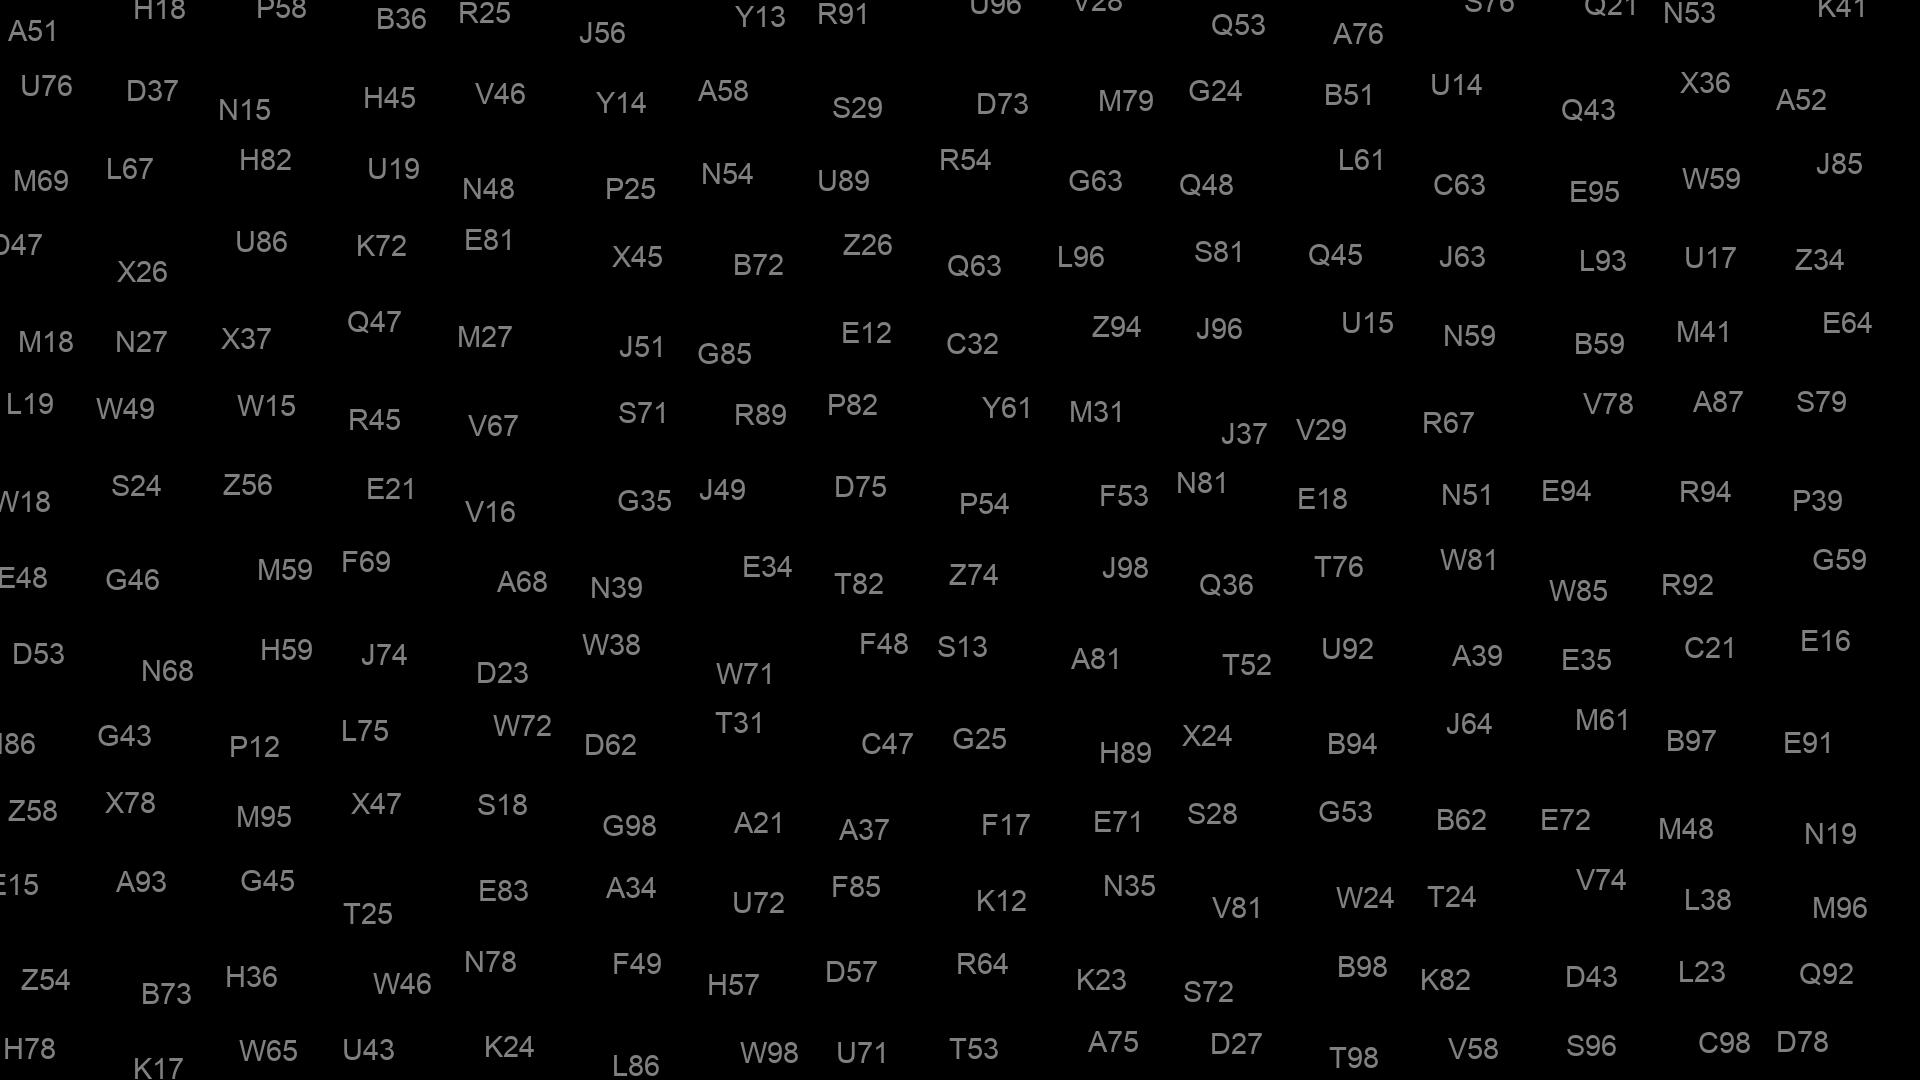 A51 H18 P58 B36 R25 J56 Y13 R91 U96 V28 Q53 A76 S76 Q21 N53 K41
U76 D37 N15 H45 V46 Y14 A58 S29 D73 M79 G24 B51 U14 Q43 X36 A52
M69 L67 H82 U19 N48 P25 N54 U89 R54 G63 Q48 L61 C63 E95 W59 J85
D47 X26 U86 K72 E81 X45 B72 Z26 Q63 L96 S81 Q45 J63 L93 U17 Z34
M18 N27 X37 Q47 M27 J51 G85 E12 C32 Z94 J96 U15 N59 B59 M41 E64
L19 W49 W15 R45 V67 S71 R89 P82 Y61 M31 J37 V29 R67 V78 A87 S79
W18 S24 Z56 E21 V16 G35 J49 D75 P54 F53 N81 E18 N51 E94 R94 P39
E48 G46 M59 F69 A68 N39 E34 T82 Z74 J98 Q36 T76 W81 W85 R92 G59
D53 N68 H59 J74 D23 W38 W71 F48 S13 A81 T52 U92 A39 E35 C21 E16
G43 P12 L75 W72 D62 T31 C47 G25 H89 X24 B94 J64 M61 B97 E91
Z58 X78 M95 X47 S18 G98 A21 A37 F17 E71 S28 G53 B62 E72 M48 N19
E15 A93 G45 T25 E83 A34 U72 F85 K12 N35 V81 W24 T24 V74 L38 M96
Z54 B73 H36 W46 N78 F49 H57 D57 R64 K23 S72 B98 K82 D43 L23 Q92
H78 K17 W65 U43 K24 L86 W98 U71 T53 A75 D27 T98 V58 S96 C98 D78